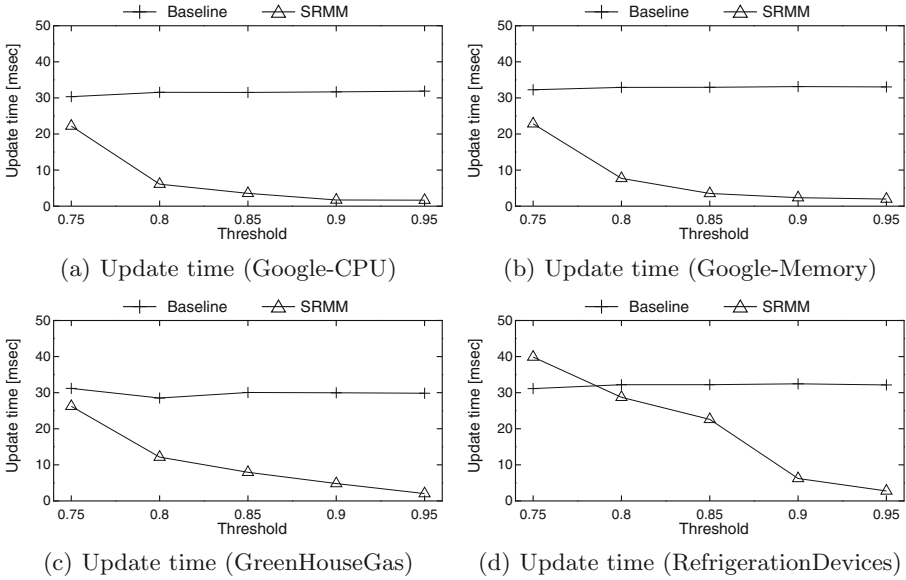 Baseline SRMM
Update time [msec]
50
40
30
20
10
0
0.75 0.8 0.85 0.9 0.95
Threshold
(a) Update time (Google-CPU)
Baseline SRMM
Update time [msec]
50
40
30
20
10
0
0.75 0.8 0.85 0.9 0.95
Threshold
(b) Update time (Google-Memory)
Baseline SRMM
Update time [msec]
50
40
30
20
10
0
0.75 0.8 0.85 0.9 0.95
Threshold
(c) Update time (GreenHouseGas)
Baseline SRMM
Update time [msec]
50
40
30
20
10
0
0.75 0.8 0.85 0.9 0.95
Threshold
(d) Update time (RefrigerationDevices)